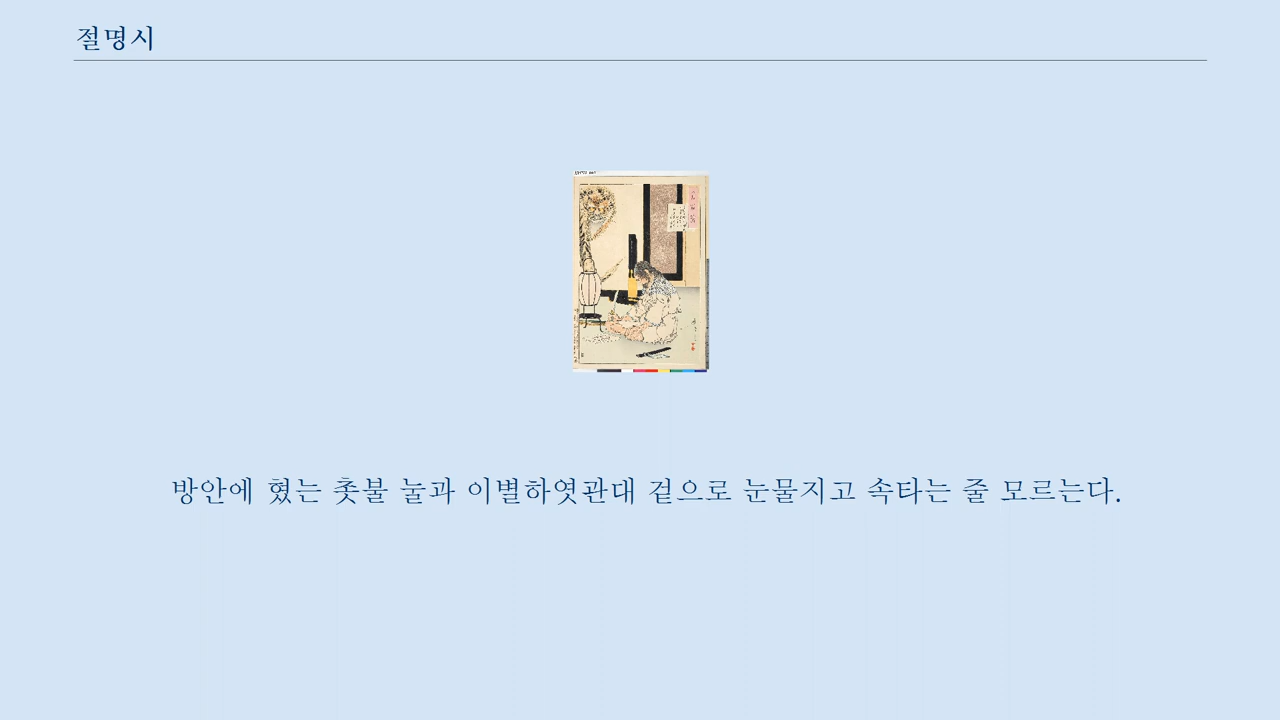 절명시
방안에 혔는 촛불 눌과 이별하엿관대 겉으로 눈물지고 속타는 줄 모르는다.